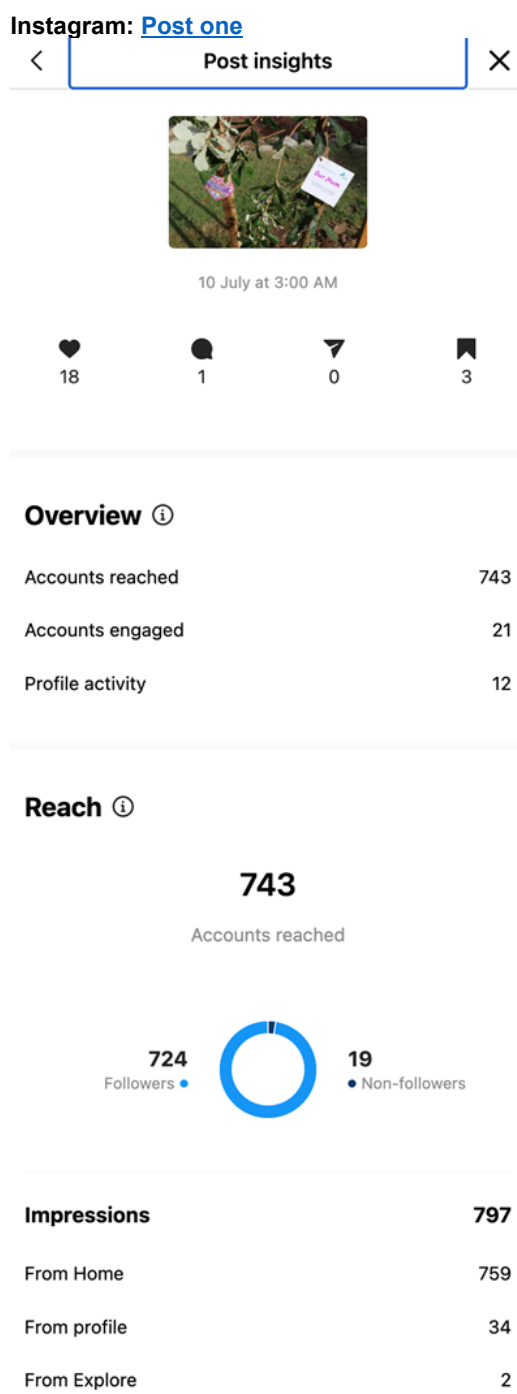 Instagram: Post one
Post insights
Our Mum
10 July at 3:00 AM
18 1 0 3
Overview
Accounts reached 743
Accounts engaged 21
Profile activity 12
Reach
743
Accounts reached
724 19
Followers Non-followers
Impressions 797
From Home 759
From profile 34
From Explore 2